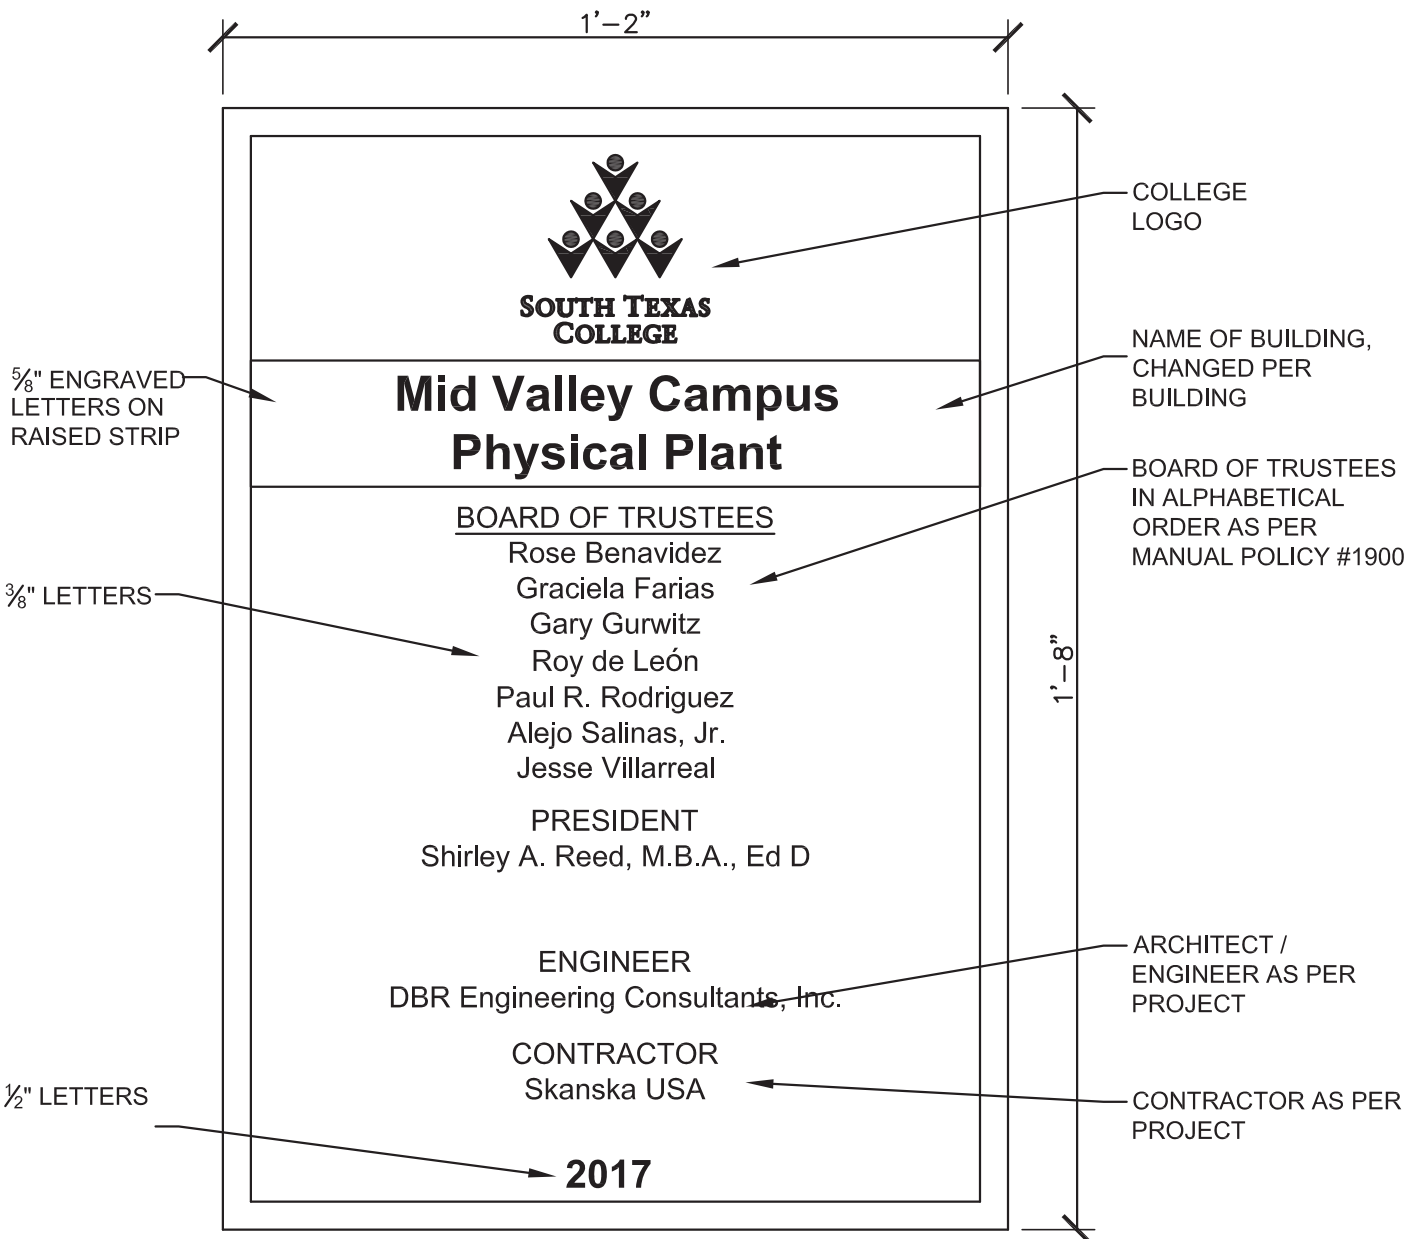 1'-2"
SOUTH TEXAS
COLLEGE
COLLEGE
LOGO
Mid Valley Campus
Physical Plant
⅝" ENGRAVED
LETTERS ON
RAISED STRIP
NAME OF BUILDING,
CHANGED PER
BUILDING
BOARD OF TRUSTEES
Rose Benavidez
Graciela Farias
Gary Gurwitz
Roy de León
Paul R. Rodriguez
Alejo Salinas, Jr.
Jesse Villarreal
BOARD OF TRUSTEES
IN ALPHABETICAL
ORDER AS PER
MANUAL POLICY #1900
⅜" LETTERS
1'-8"
PRESIDENT
Shirley A. Reed, M.B.A., Ed D
ENGINEER
DBR Engineering Consultants, Inc.
ARCHITECT /
ENGINEER AS PER
PROJECT
CONTRACTOR
Skanska USA
CONTRACTOR AS PER
PROJECT
½" LETTERS
2017